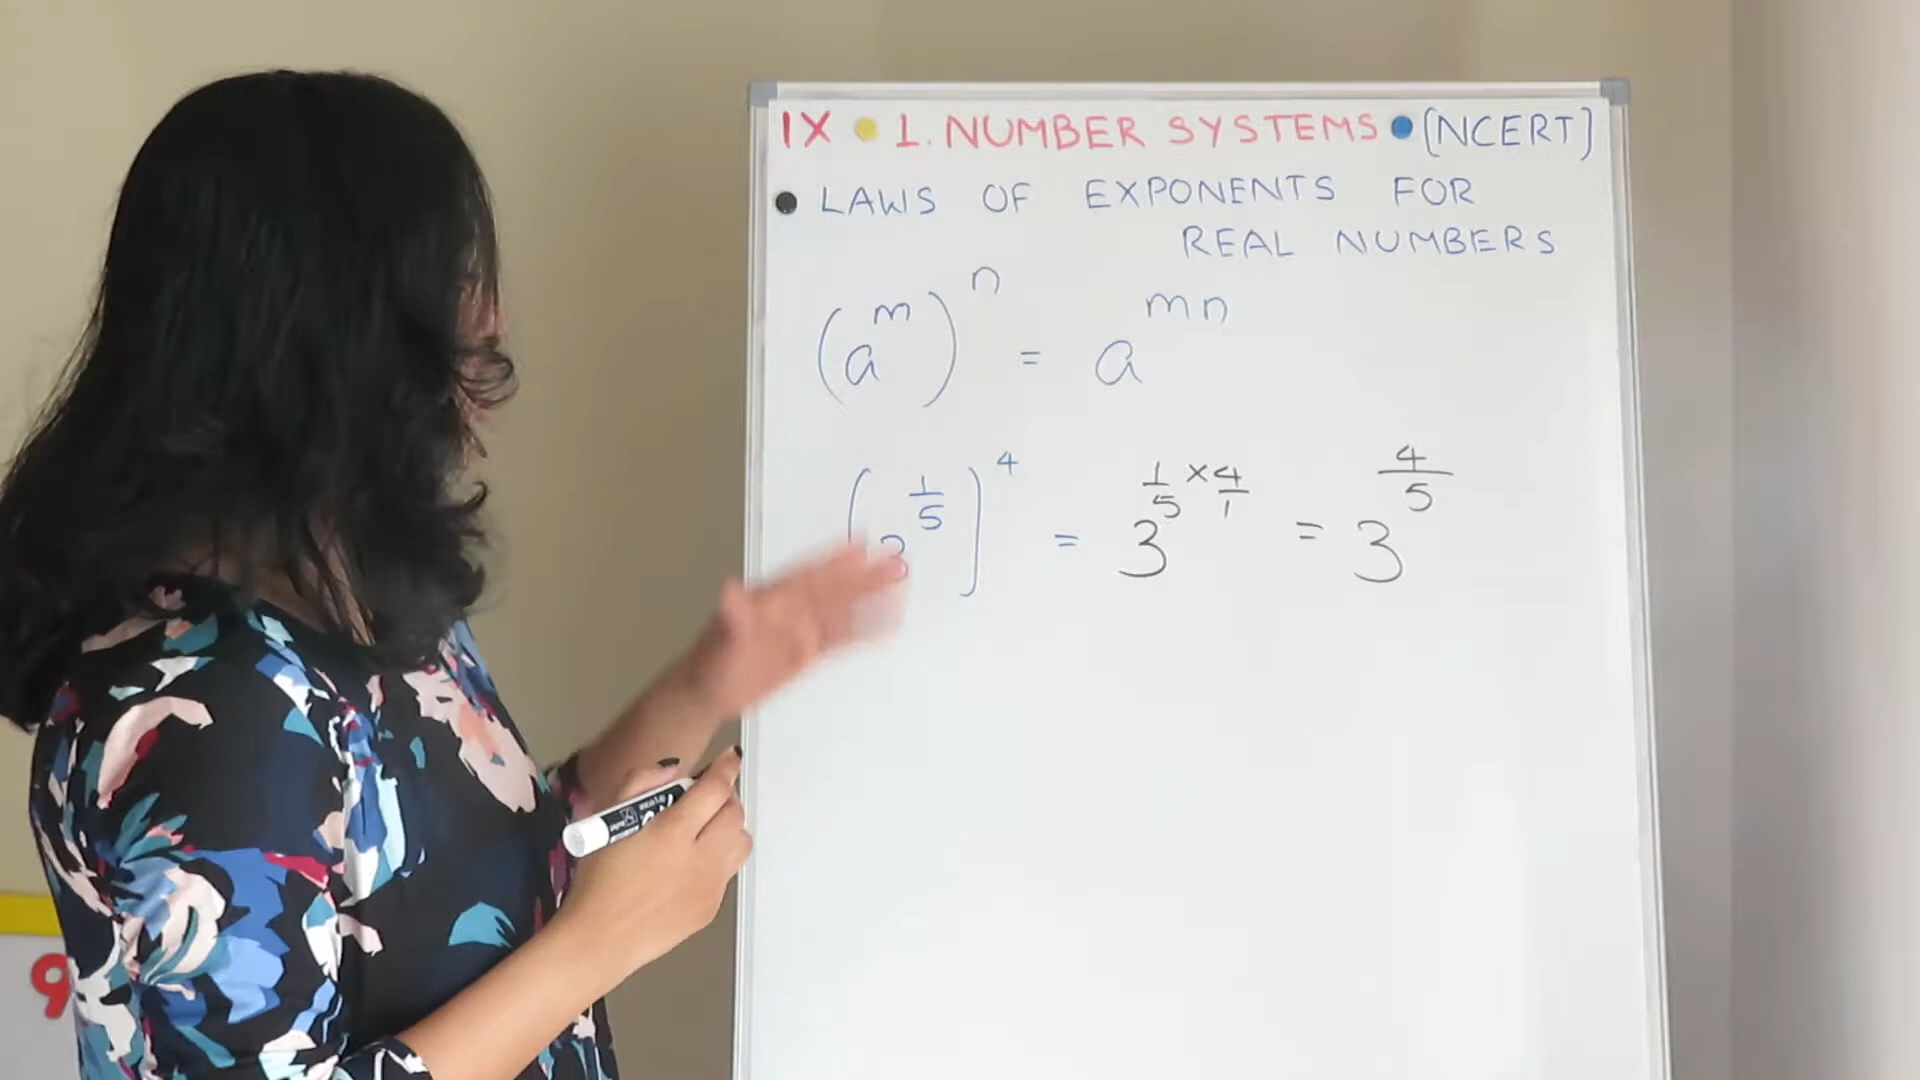 IX • 1. NUMBER SYSTEMS • [NCERT]
• LAWS OF EXPONENTS FOR
REAL NUMBERS
(a^m)^n = a^mn
(3^1/5)^4 = 3^1/5 × 4/1 = 3^4/5
9